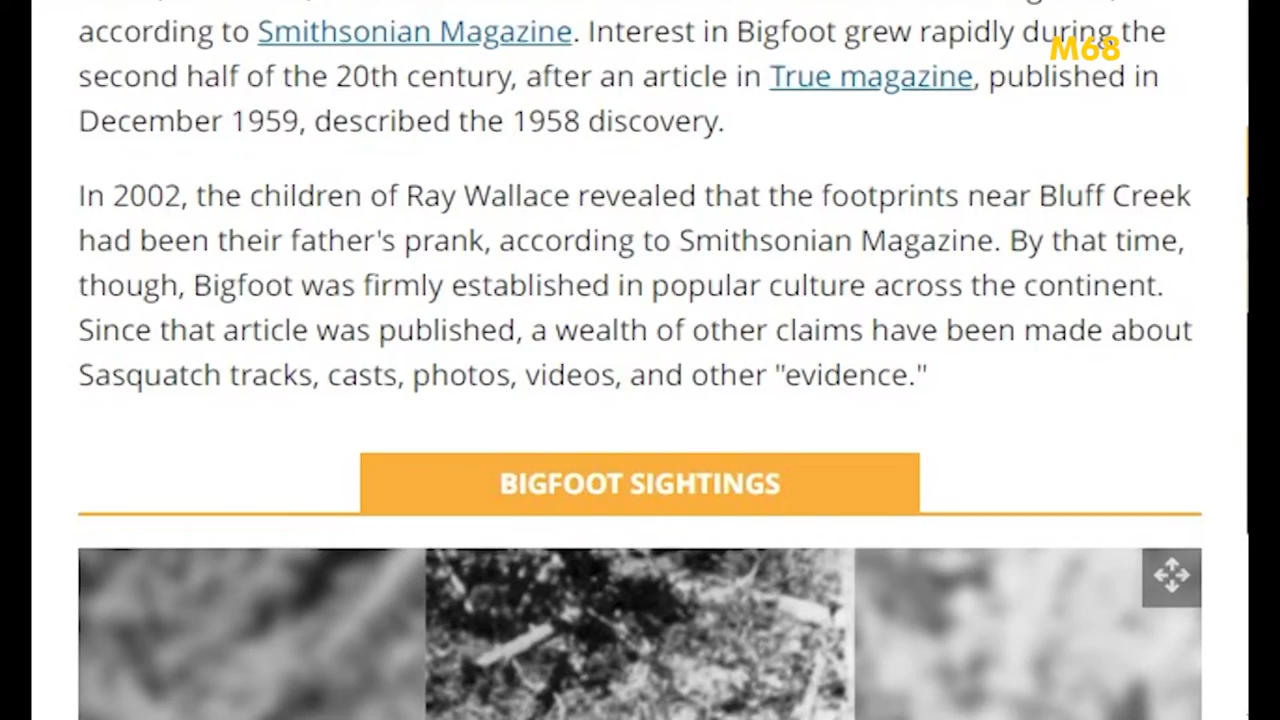 according to Smithsonian Magazine. Interest in Bigfoot grew rapidly during the
M68
second half of the 20th century, after an article in True magazine, published in
December 1959, described the 1958 discovery.
In 2002, the children of Ray Wallace revealed that the footprints near Bluff Creek
had been their father's prank, according to Smithsonian Magazine. By that time,
though, Bigfoot was firmly established in popular culture across the continent.
Since that article was published, a wealth of other claims have been made about
Sasquatch tracks, casts, photos, videos, and other "evidence."
BIGFOOT SIGHTINGS